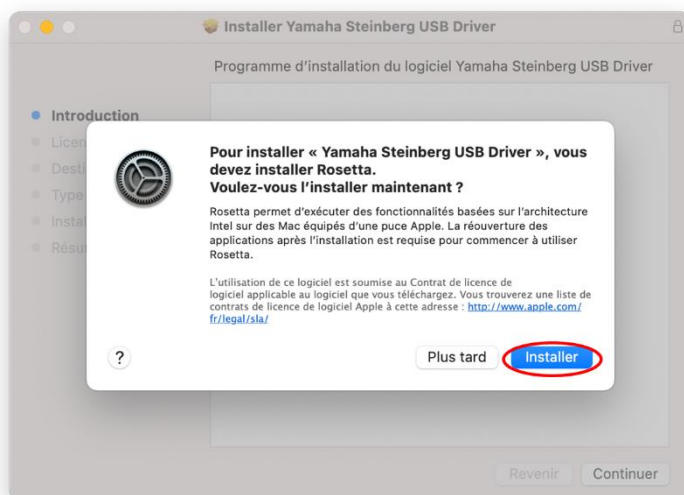 Installer Yamaha Steinberg USB Driver
Programme d'installation du logiciel Yamaha Steinberg USB Driver
Introduction
Pour installer « Yamaha Steinberg USB Driver », vous
devez installer Rosetta.
Voulez-vous l'installer maintenant ?
Rosetta permet d'exécuter des fonctionnalités basées sur l'architecture
Intel sur des Mac équipés d'une puce Apple. La réouverture des
applications après l'installation est requise pour commencer à utiliser
Rosetta.
L'utilisation de ce logiciel est soumise au Contrat de licence de
logiciel applicable au logiciel que vous téléchargez. Vous trouverez une liste de
contrats de licence de logiciel Apple à cette adresse : http://www.apple.com/
fr/legal/sla/
? Plus tard Installer
Revenir Continuer